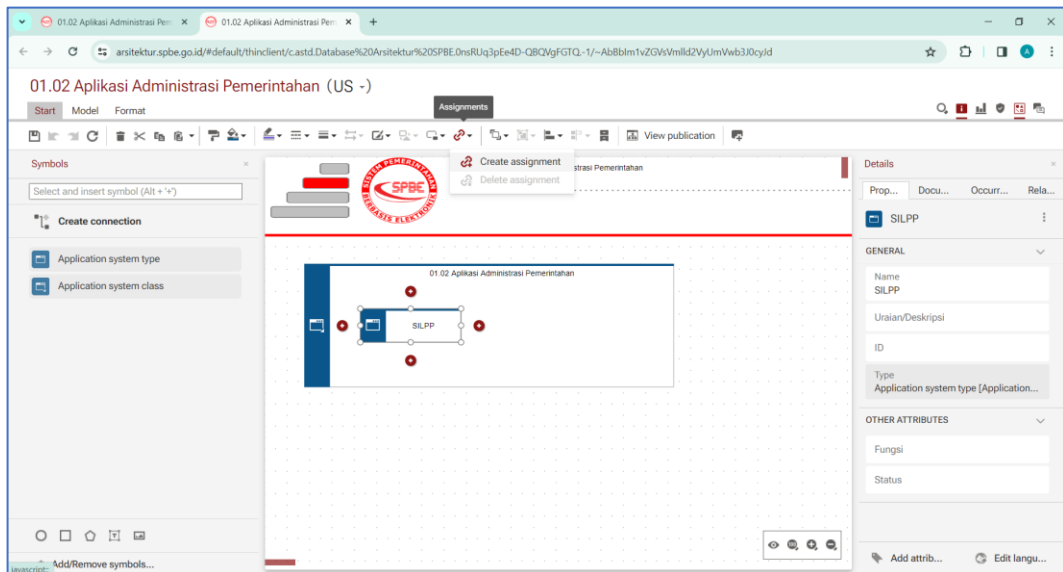 01.02 Aplikasi Administrasi Pem
01.02 Aplikasi Administrasi Pem
arsitektur.spbe.go.id/#default/thinclient/c.astd.Database%20Arsitektur%20SPBE.0nsRUq3pEe4D-QBQVgFGTQ.-1/~AbBbIm1vZGVsVmlld2VyUmVwb3J0cyJd
A
01.02 Aplikasi Administrasi Pemerintahan (US -)
Start Model Format
Assignments
View publication
Create assignment
Delete assignment
Symbols
Select and insert symbol (Alt + '+')
Create connection
Application system type
Application system class
Add/Remove symbols...
javascript:
strasi Pemerintahan
SISTEM PEMERINTAHAN
SPBE
BERBASIS ELEKTRONIK
01.02 Aplikasi Administrasi Pemerintahan
SILPP
Details
Prop... Docu... Occurr... Rela...
SILPP
GENERAL
Name
SILPP
Uraian/Deskripsi
ID
Type
Application system type [Application...
OTHER ATTRIBUTES
Fungsi
Status
Add attrib... Edit langu...